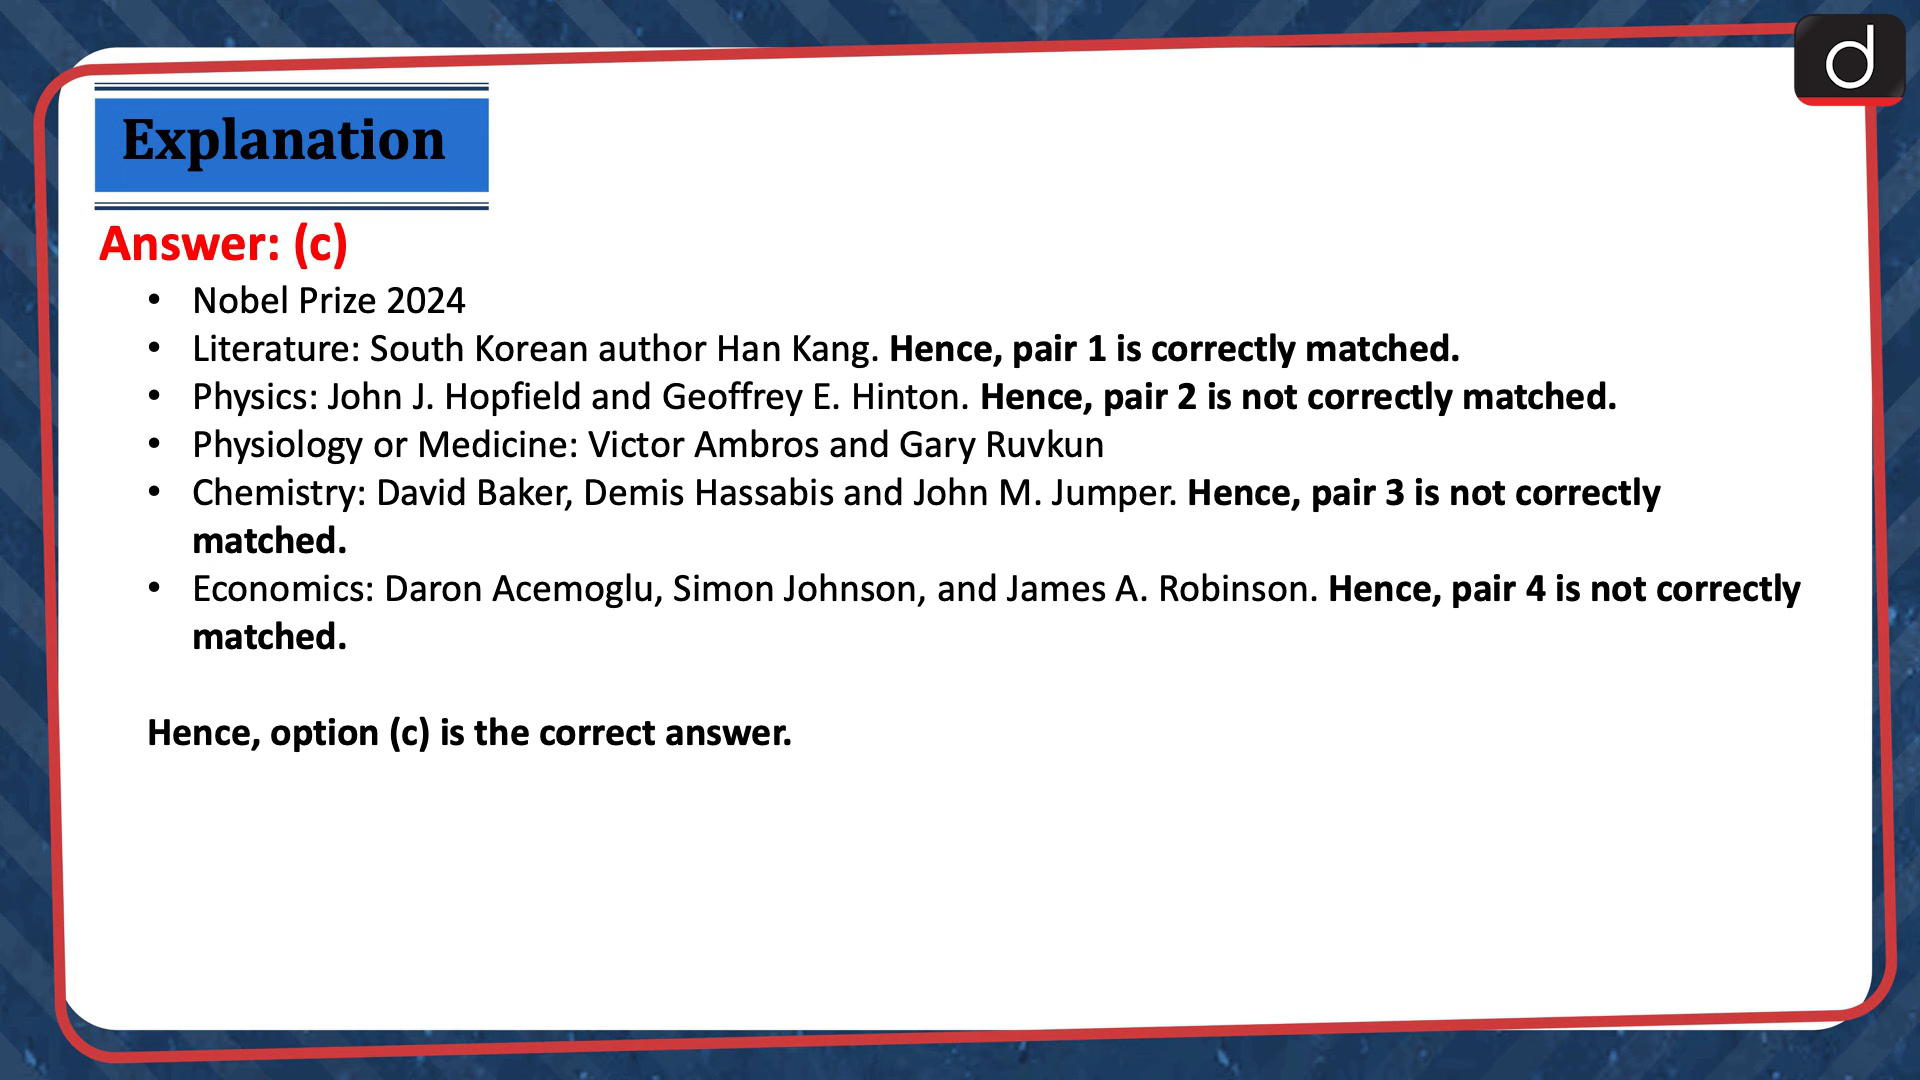 d
Explanation
Answer: (c)
• Nobel Prize 2024
• Literature: South Korean author Han Kang. Hence, pair 1 is correctly matched.
• Physics: John J. Hopfield and Geoffrey E. Hinton. Hence, pair 2 is not correctly matched.
• Physiology or Medicine: Victor Ambros and Gary Ruvkun
• Chemistry: David Baker, Demis Hassabis and John M. Jumper. Hence, pair 3 is not correctly
matched.
• Economics: Daron Acemoglu, Simon Johnson, and James A. Robinson. Hence, pair 4 is not correctly
matched.
Hence, option (c) is the correct answer.